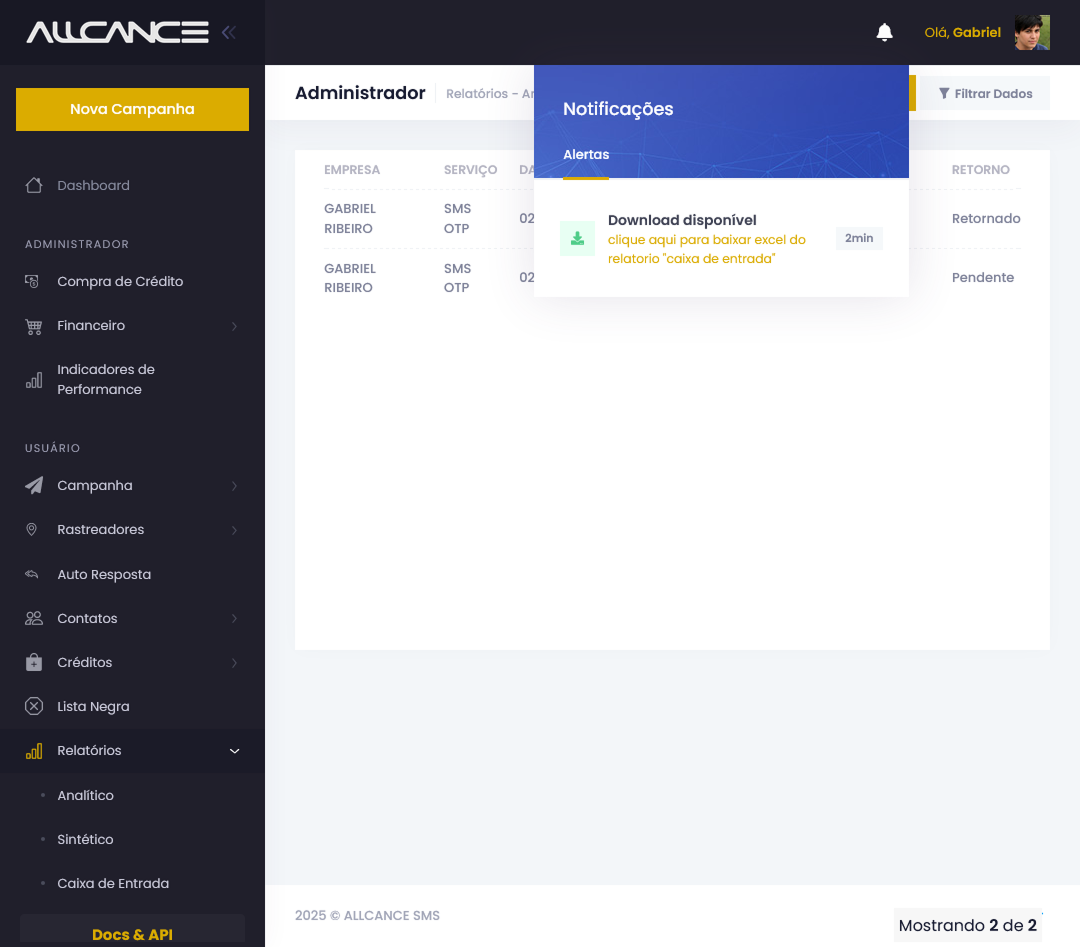 ALLCANCE
Olá, Gabriel
Nova Campanha
Dashboard
ADMINISTRADOR
Compra de Crédito
Financeiro
Indicadores de
Performance
USUÁRIO
Campanha
Rastreadores
Auto Resposta
Contatos
Créditos
Lista Negra
Relatórios
Analítico
Sintético
Caixa de Entrada
Docs & API
Administrador
Relatórios -
Filtrar Dados
Notificações
Alertas
Download disponível
clique aqui para baixar excel do
relatorio "caixa de entrada"
2min
EMPRESA SERVIÇO RETORNO
GABRIEL
RIBEIRO
SMS
OTP
02
Retornado
GABRIEL
RIBEIRO
SMS
OTP
02
Pendente
2025 © ALLCANCE SMS
Mostrando 2 de 2